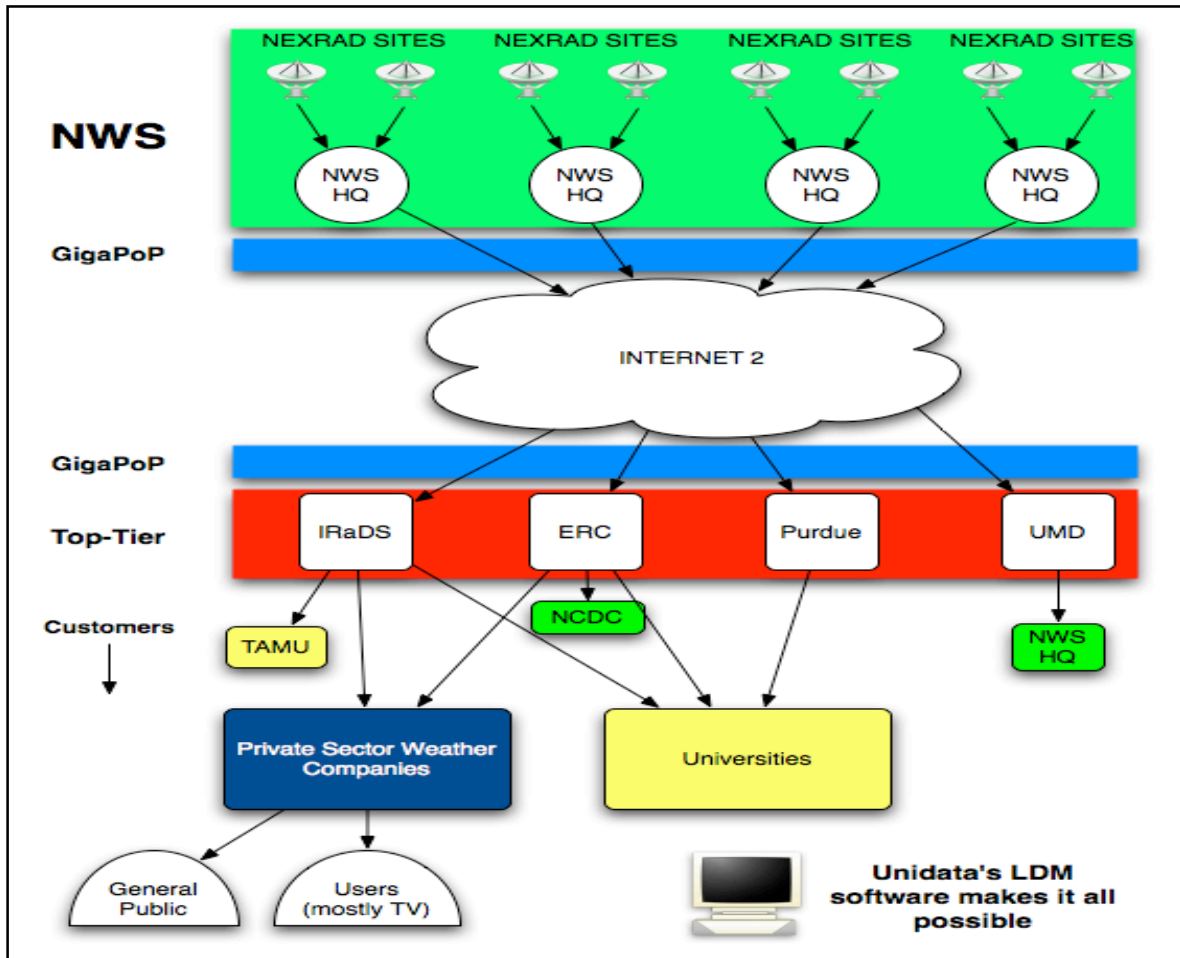 NEXRAD SITES
NEXRAD SITES
NEXRAD SITES
NEXRAD SITES
NWS
NWS
HQ
NWS
HQ
NWS
HQ
NWS
HQ
GigaPoP
INTERNET 2
GigaPoP
Top-Tier
IRaDS
ERC
Purdue
UMD
Customers
TAMU
NCDC
NWS
HQ
Private Sector Weather
Companies
Universities
General
Public
Users
(mostly TV)
Unidata's LDM
software makes it all
possible